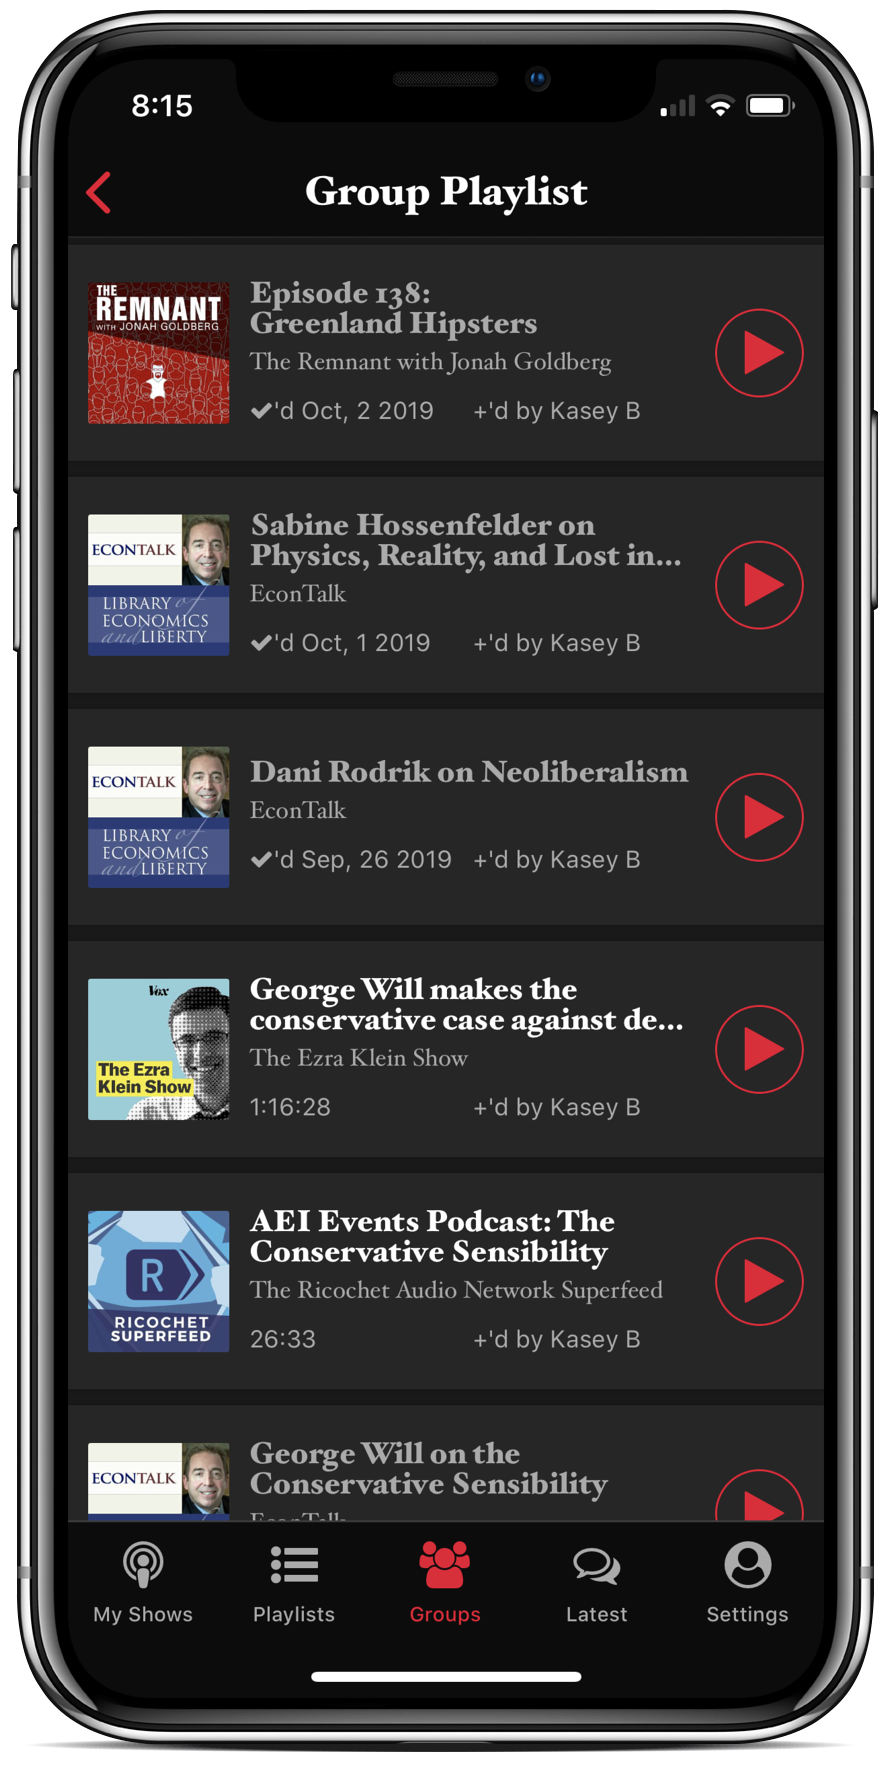 8:15
Group Playlist
THE
REMNANT
WITH JONAH GOLDBERG
Episode 138:
Greenland Hipsters
The Remnant with Jonah Goldberg
✓'d Oct, 2 2019 +'d by Kasey B
ECONTALK
LIBRARY of
ECONOMICS
and LIBERTY
Sabine Hossenfelder on
Physics, Reality, and Lost in...
EconTalk
✓'d Oct, 1 2019 +'d by Kasey B
ECONTALK
LIBRARY of
ECONOMICS
and LIBERTY
Dani Rodrik on Neoliberalism
EconTalk
✓'d Sep, 26 2019 +'d by Kasey B
Vox
The Ezra
Klein Show
George Will makes the
conservative case against de...
The Ezra Klein Show
1:16:28 +'d by Kasey B
R
RICOCHET
SUPERFEED
AEI Events Podcast: The
Conservative Sensibility
The Ricochet Audio Network Superfeed
26:33 +'d by Kasey B
ECONTALK
George Will on the
Conservative Sensibility
EconTalk
My Shows Playlists Groups Latest Settings